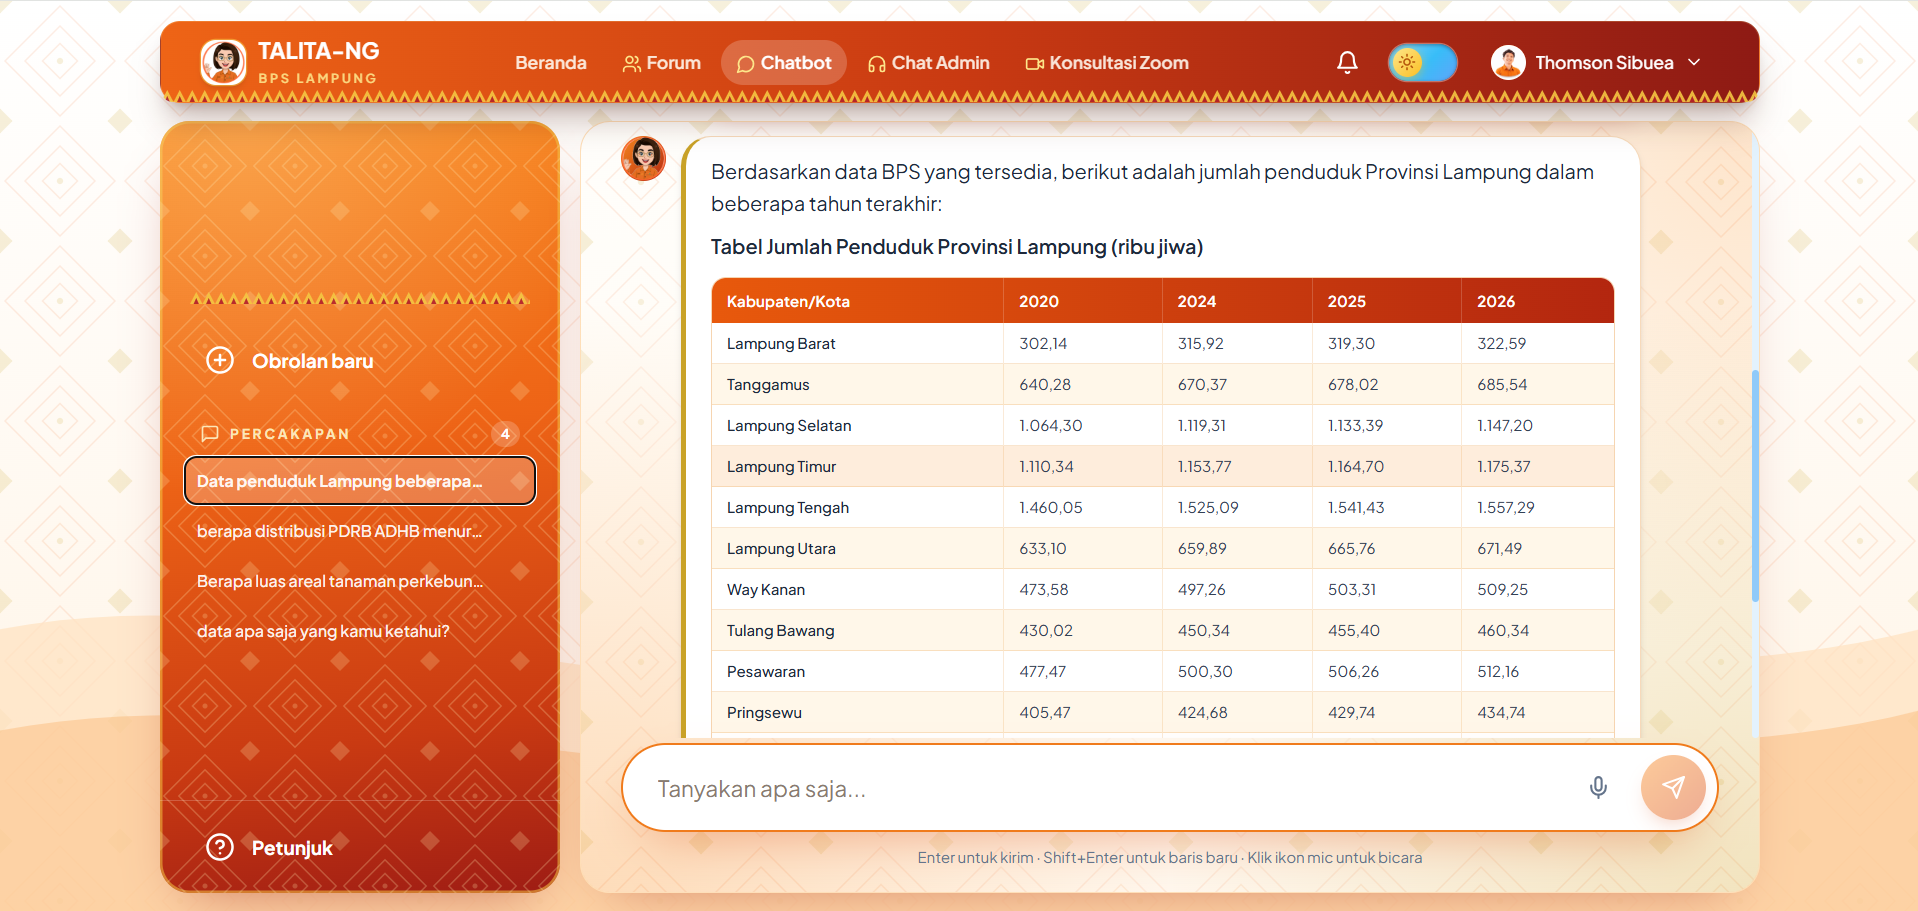 TALITA-NG
BPS LAMPUNG
Beranda
Forum
Chatbot
Chat Admin
Konsultasi Zoom
Thomson Sibuea
Obrolan baru
PERCAKAPAN 4
Data penduduk Lampung beberapa...
berapa distribusi PDRB ADHB menur...
Berapa luas areal tanaman perkebun...
data apa saja yang kamu ketahui?
Petunjuk
Berdasarkan data BPS yang tersedia, berikut adalah jumlah penduduk Provinsi Lampung dalam
beberapa tahun terakhir:
Tabel Jumlah Penduduk Provinsi Lampung (ribu jiwa)
Kabupaten/Kota 2020 2024 2025 2026
Lampung Barat 302,14 315,92 319,30 322,59
Tanggamus 640,28 670,37 678,02 685,54
Lampung Selatan 1.064,30 1.119,31 1.133,39 1.147,20
Lampung Timur 1.110,34 1.153,77 1.164,70 1.175,37
Lampung Tengah 1.460,05 1.525,09 1.541,43 1.557,29
Lampung Utara 633,10 659,89 665,76 671,49
Way Kanan 473,58 497,26 503,31 509,25
Tulang Bawang 430,02 450,34 455,40 460,34
Pesawaran 477,47 500,30 506,26 512,16
Pringsewu 405,47 424,68 429,74 434,74
Tanyakan apa saja...
Enter untuk kirim · Shift+Enter untuk baris baru · Klik ikon mic untuk bicara